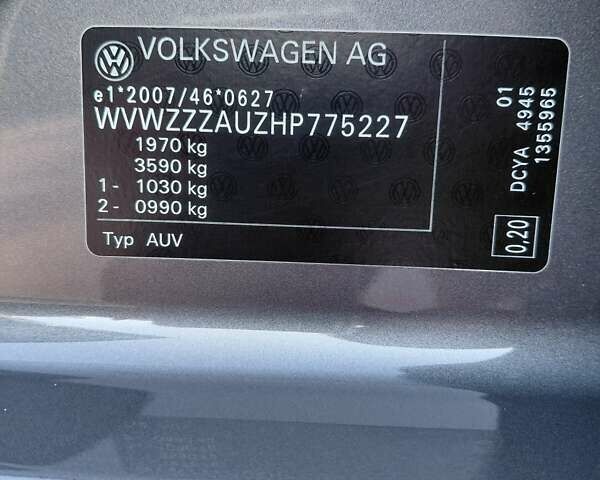 VOLKSWAGEN AG
e1*2007/46*0627
WVWZZZAUZHP775227
1970 kg
3590 kg
1 - 1030 kg
2 - 0990 kg
Typ AUV
01
DCYA 4945
1355965
0,20